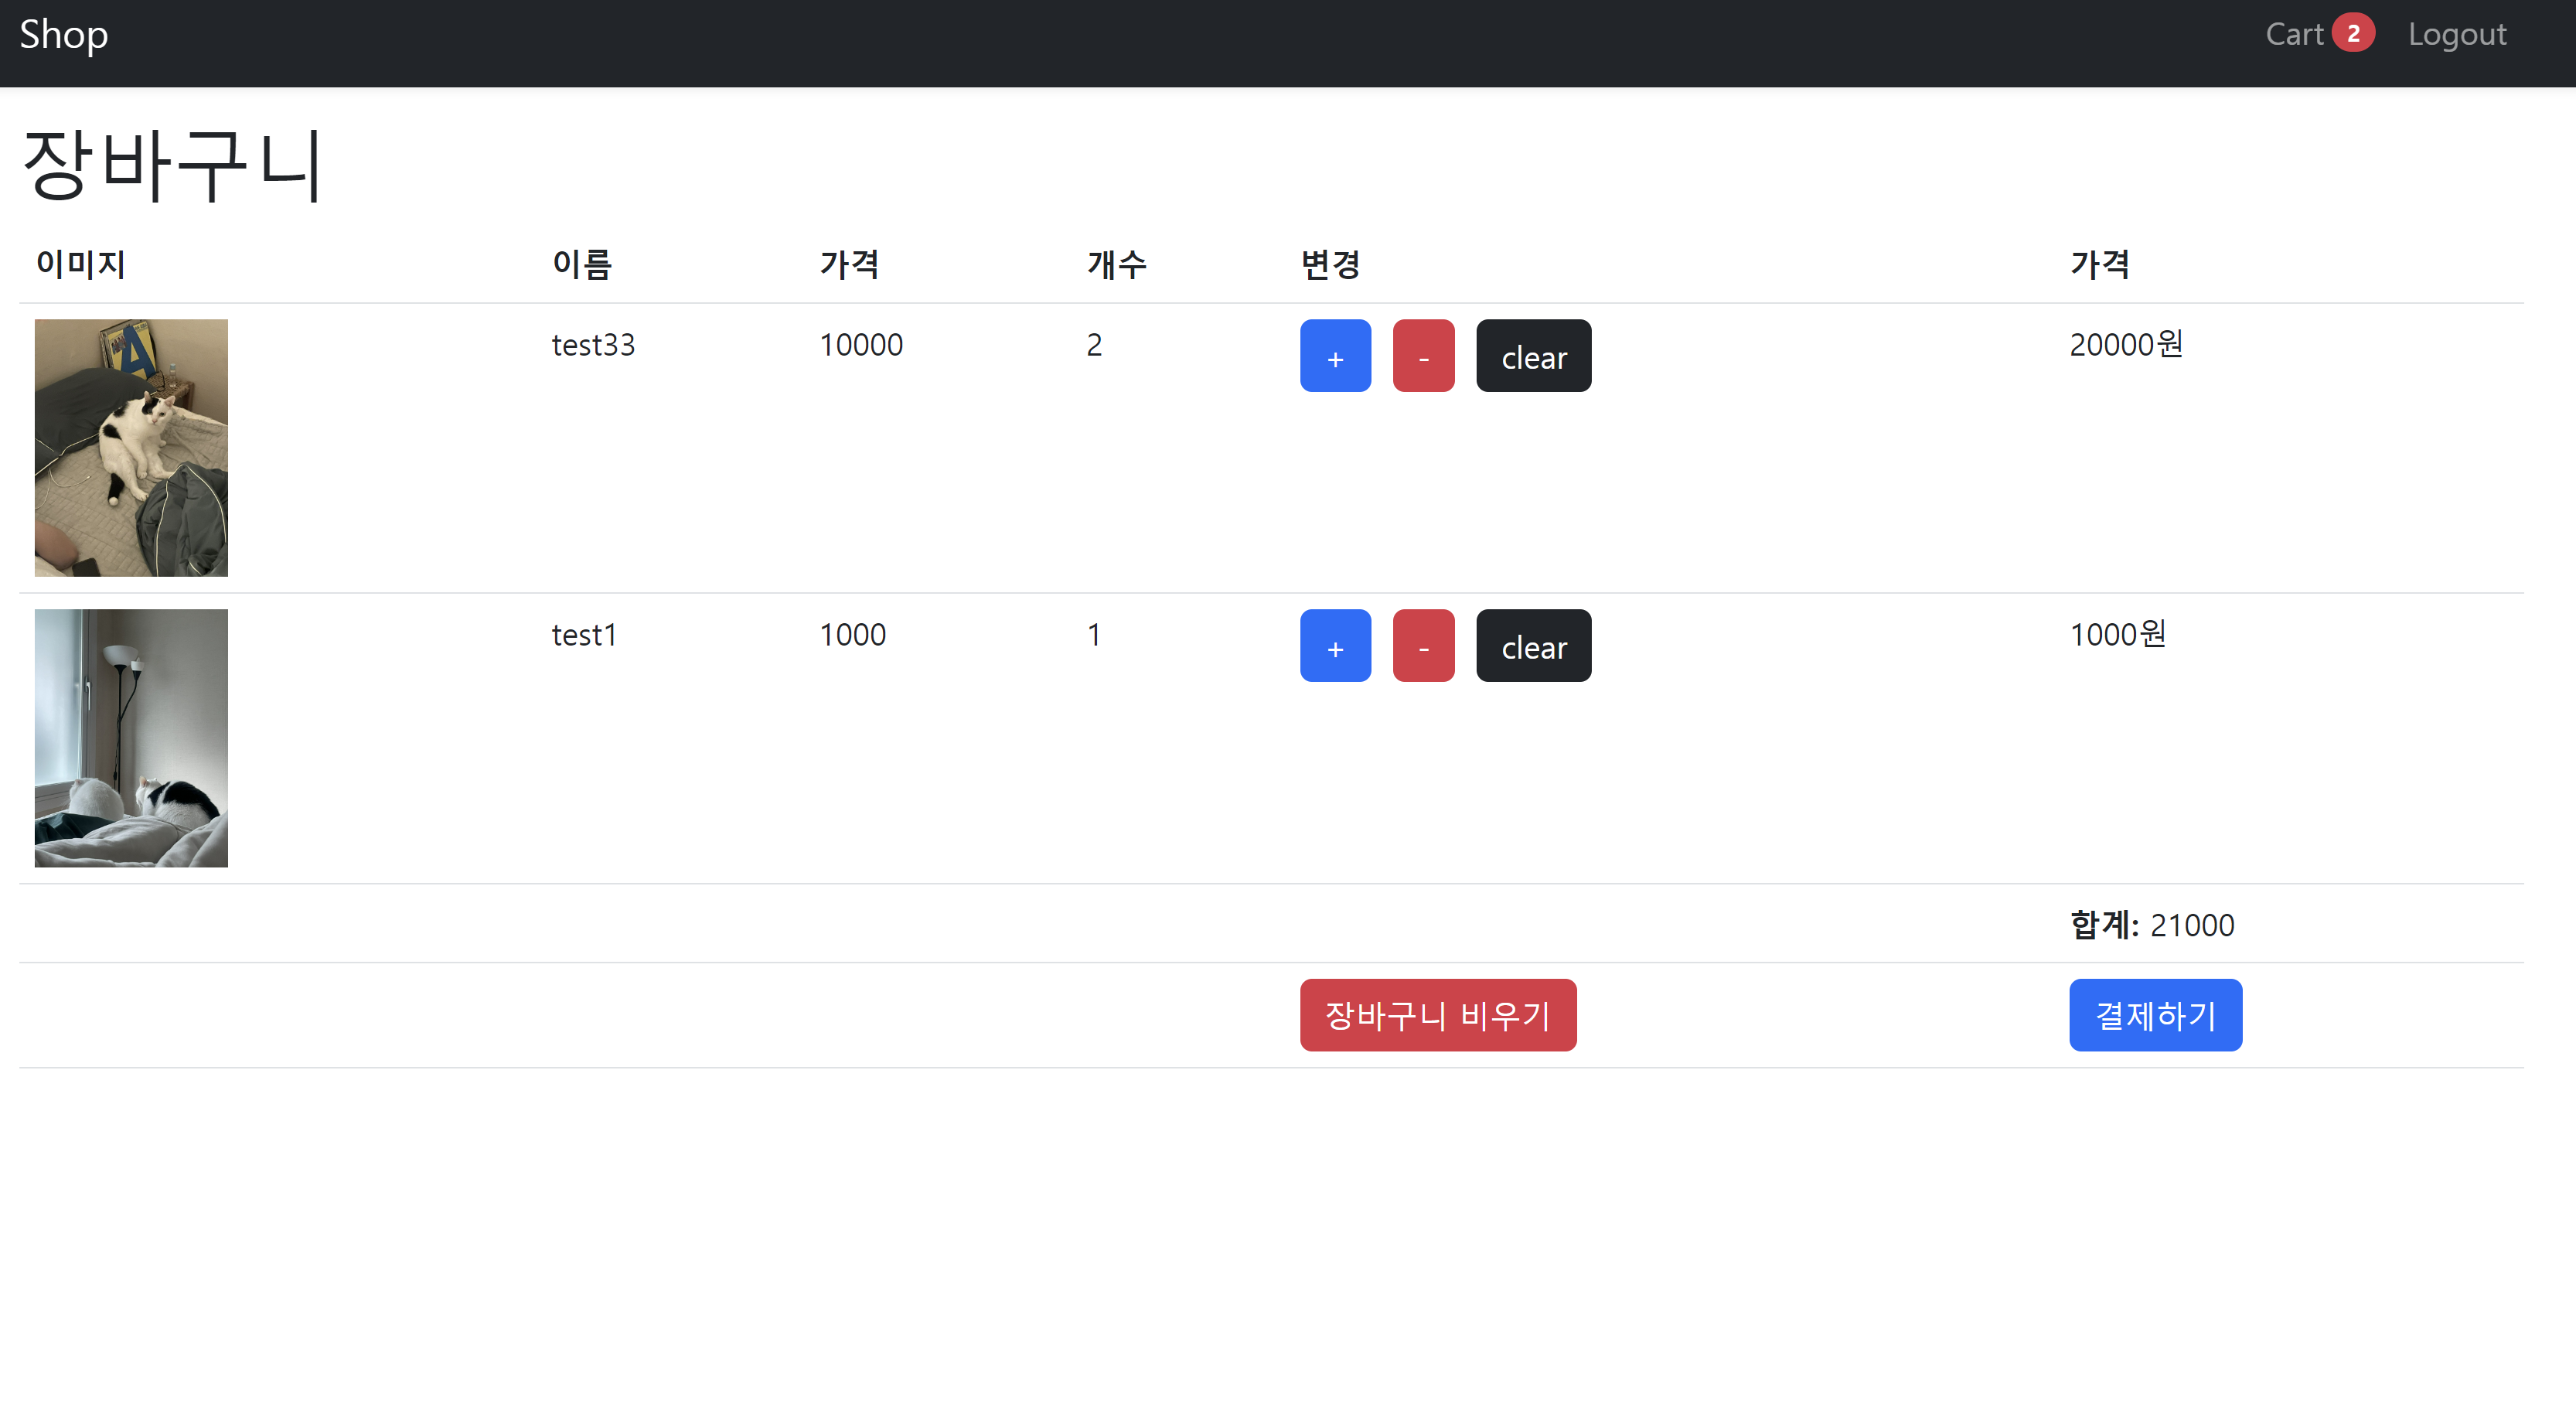 Shop Cart 2 Logout
장바구니
이미지 이름 가격 개수 변경 가격
test33 10000 2 + - clear 20000원
test1 1000 1 + - clear 1000원
합계: 21000
장바구니 비우기 결제하기